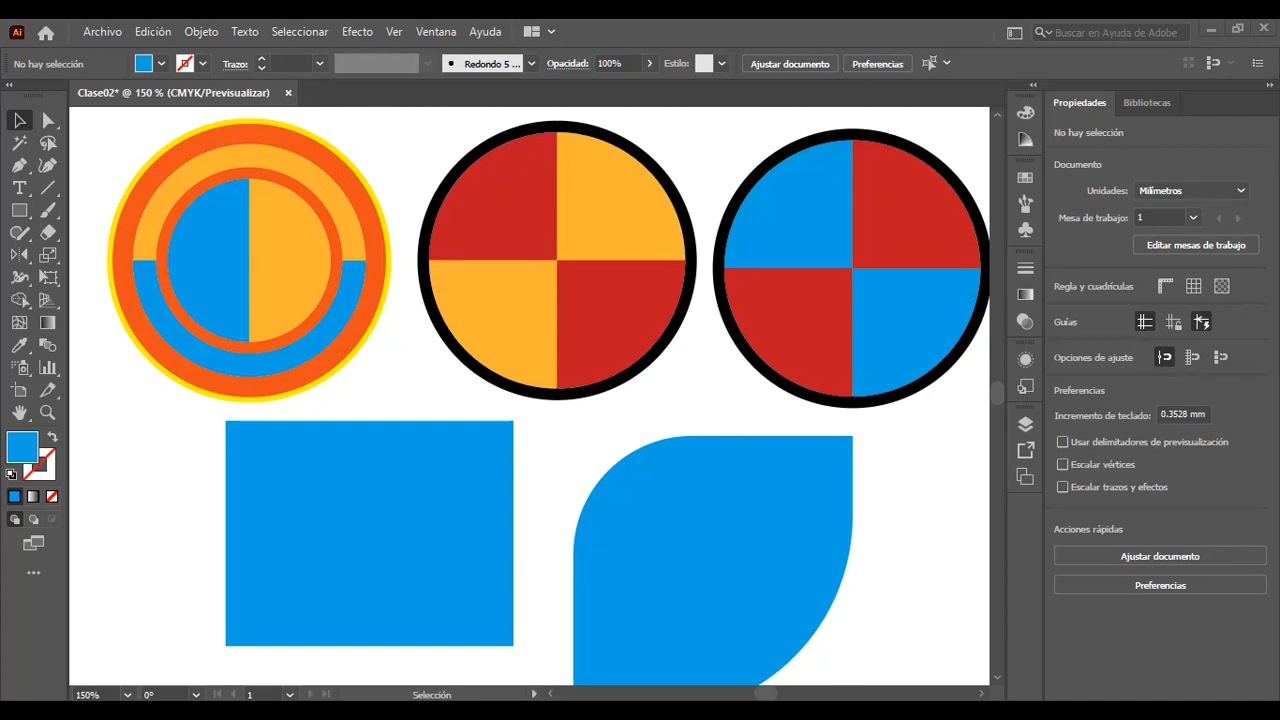 Ai
Archivo Edición Objeto Texto Seleccionar Efecto Ver Ventana Ayuda
Buscar en Ayuda de Adobe
No hay selección
Trazo:
Redondo 5 ...
Opacidad: 100%
Estilo:
Ajustar documento
Preferencias
Clase02* @ 150 % (CMYK/Previsualizar)
Propiedades
Bibliotecas
No hay selección
Documento
Unidades: Milímetros
Mesa de trabajo: 1
Editar mesas de trabajo
Regla y cuadrículas
Guías
Opciones de ajuste
Preferencias
Incremento de teclado: 0.3528 mm
Usar delimitadores de previsualización
Escalar vértices
Escalar trazos y efectos
Acciones rápidas
Ajustar documento
Preferencias
150% 0° 1 Selección